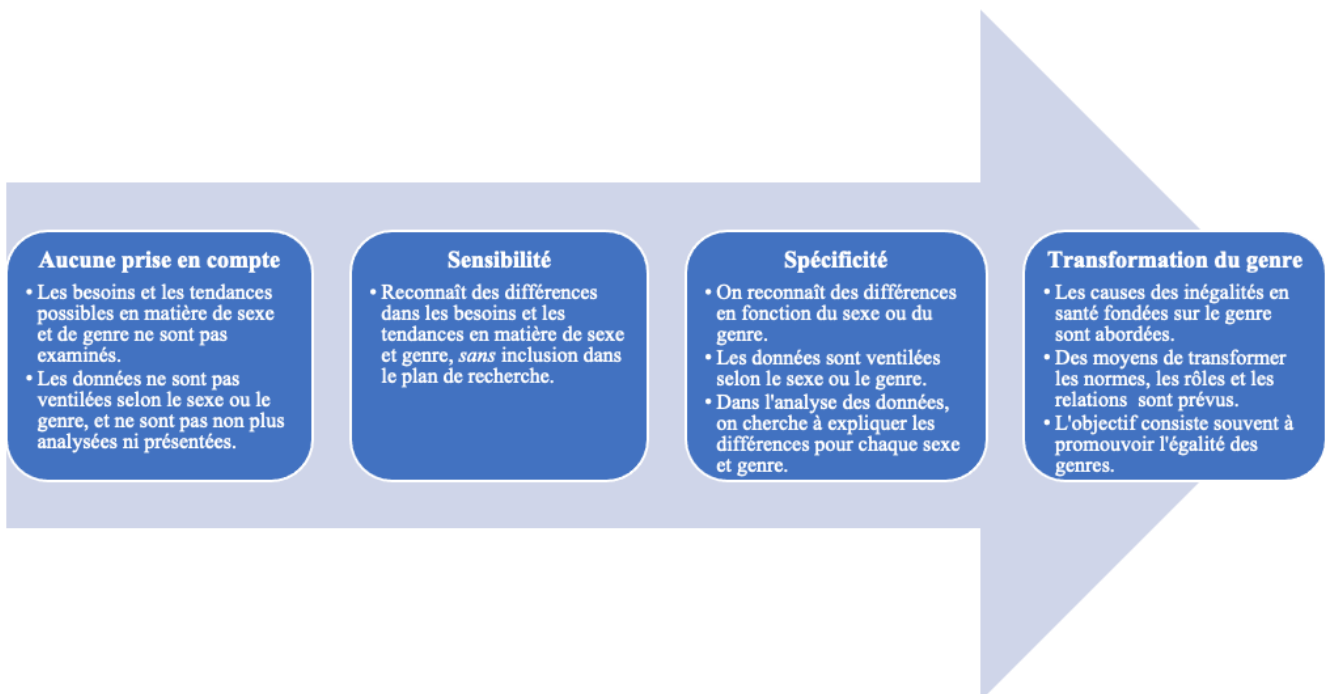 Aucune prise en compte
• Les besoins et les tendances
possibles en matière de sexe
et de genre ne sont pas
examinés.
• Les données ne sont pas
ventilées selon le sexe ou le
genre, et ne sont pas non plus
analysées ni présentées.
Sensibilité
• Reconnaît des différences
dans les besoins et les
tendances en matière de sexe
et genre, sans inclusion dans
le plan de recherche.
Spécificité
• On reconnaît des différences
en fonction du sexe ou du
genre.
• Les données sont ventilées
selon le sexe ou le genre.
• Dans l'analyse des données,
on cherche à expliquer les
différences pour chaque sexe
et genre.
Transformation du genre
• Les causes des inégalités en
santé fondées sur le genre
sont abordées.
• Des moyens de transformer
les normes, les rôles et les
relations sont prévus.
• L'objectif consiste souvent à
promouvoir l'égalité des
genres.